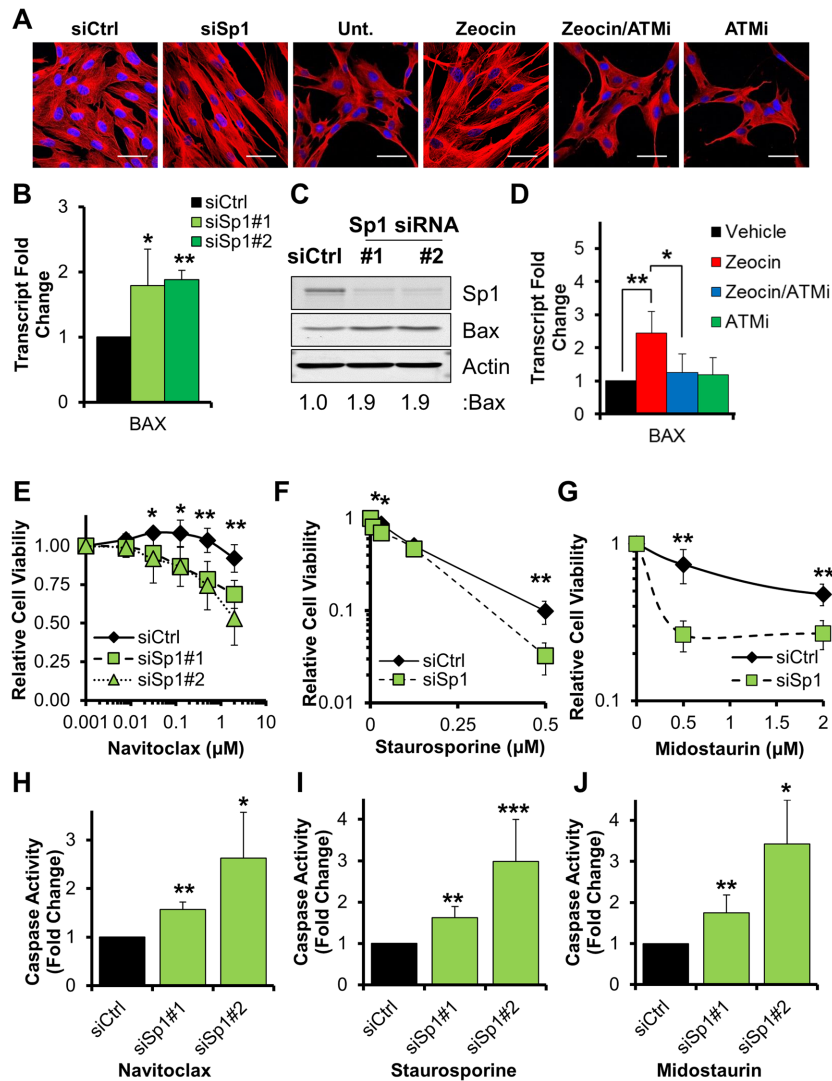 A
siCtrl siSp1 Unt. Zeocin Zeocin/ATMi ATMi
B
siCtrl
siSp1#1
siSp1#2
Transcript Fold
Change
3
2
1
0
*
**
BAX
C
Sp1 siRNA
siCtrl #1 #2
Sp1
Bax
Actin
1.0 1.9 1.9 :Bax
D
Vehicle
Zeocin
Zeocin/ATMi
ATMi
Transcript Fold
Change
5
4
3
2
1
0
**
*
BAX
E
Relative Cell Viability
1.00
0.75
0.50
0.25
0.00
* * ** **
siCtrl
siSp1#1
siSp1#2
0.001 0.01 0.1 1 10
Navitoclax (µM)
F
Relative Cell Viability
1
0.1
0.01
**
**
siCtrl
siSp1
0 0.25 0.5
Staurosporine (µM)
G
Relative Cell Viability
1
0.1
**
**
siCtrl
siSp1
0 0.5 1 1.5 2
Midostaurin (µM)
H
Caspase Activity
(Fold Change)
3
2
1
0
**
*
siCtrl siSp1#1 siSp1#2
Navitoclax
I
Caspase Activity
(Fold Change)
4
3
2
1
0
**
***
siCtrl siSp1#1 siSp1#2
Staurosporine
J
Caspase Activity
(Fold Change)
4
3
2
1
0
**
*
siCtrl siSp1#1 siSp1#2
Midostaurin